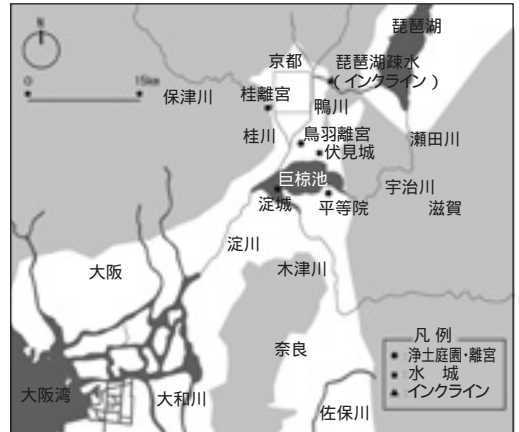 N
琵琶湖
京都
琵琶湖疎水
(インクライン)
0
15km
保津川
桂離宮
鴨川
桂川
鳥羽離宮
瀬田川
伏見城
巨椋池
宇治川
淀城
平等院
滋賀
淀川
木津川
大阪
奈良
凡例
浄土庭園・離宮
水城
インクライン
大阪湾
大和川
佐保川